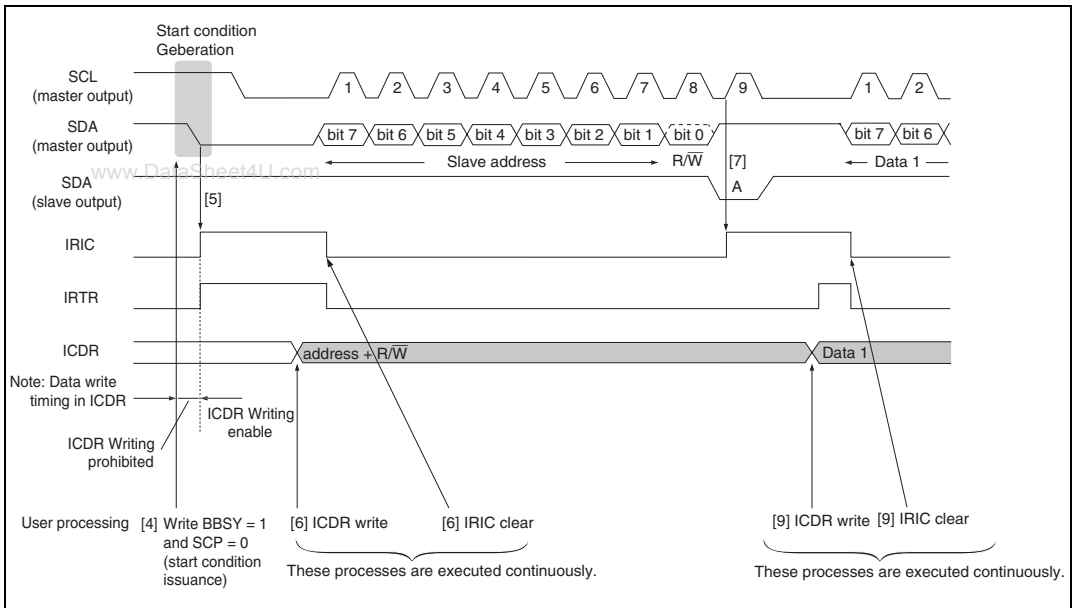 Start condition
Geberation
SCL
(master output)
1 2 3 4 5 6 7 8 9 1 2
SDA
(master output)
bit 7 bit 6 bit 5 bit 4 bit 3 bit 2 bit 1 bit 0 bit 7 bit 6
Slave address R/W̅ [7] Data 1
www.DataSheet4U.com
SDA
(slave output)
[5]
A
IRIC
IRTR
ICDR
address + R/W̅ Data 1
Note: Data write
timing in ICDR
ICDR Writing
enable
ICDR Writing
prohibited
User processing
[4] Write BBSY = 1
and SCP = 0
(start condition
issuance)
[6] ICDR write
[6] IRIC clear
These processes are executed continuously.
[9] ICDR write
[9] IRIC clear
These processes are executed continuously.